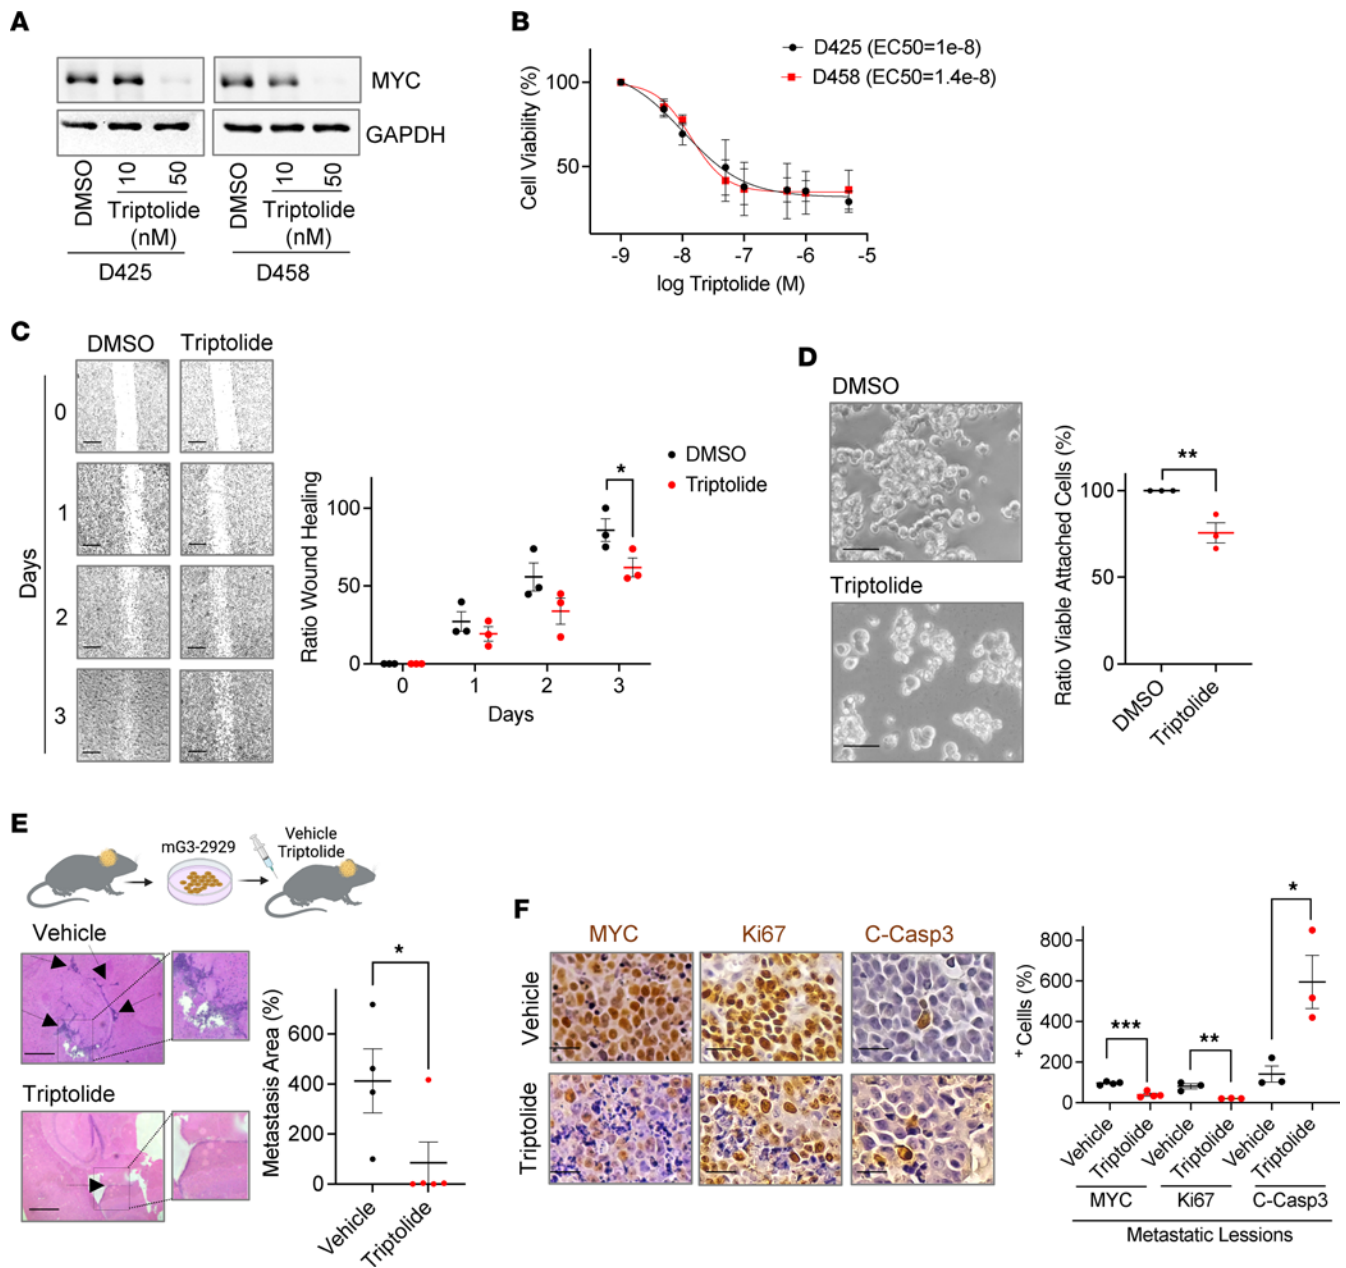 A
MYC
GAPDH
DMSO
10
50
DMSO
10
50
Triptolide
(nM)
Triptolide
(nM)
D425
D458
B
D425 (EC50=1e-8)
D458 (EC50=1.4e-8)
Cell Viability (%)
100
50
-9
-8
-7
-6
-5
log Triptolide (M)
C
DMSO
Triptolide
Days
0
1
2
3
DMSO
Triptolide
*
Ratio Wound Healing
100
50
0
0
1
2
3
Days
D
DMSO
Triptolide
**
Ratio Viable Attached Cells (%)
100
50
0
DMSO
Triptolide
E
mG3-2929
Vehicle
Triptolide
Vehicle
Triptolide
*
Metastasis Area (%)
600
400
200
0
Vehicle
Triptolide
F
MYC
Ki67
C-Casp3
Vehicle
Triptolide
+ Cellls (%)
800
600
400
200
0
***
**
*
Vehicle
Triptolide
Vehicle
Triptolide
Vehicle
Triptolide
MYC
Ki67
C-Casp3
Metastatic Lessions